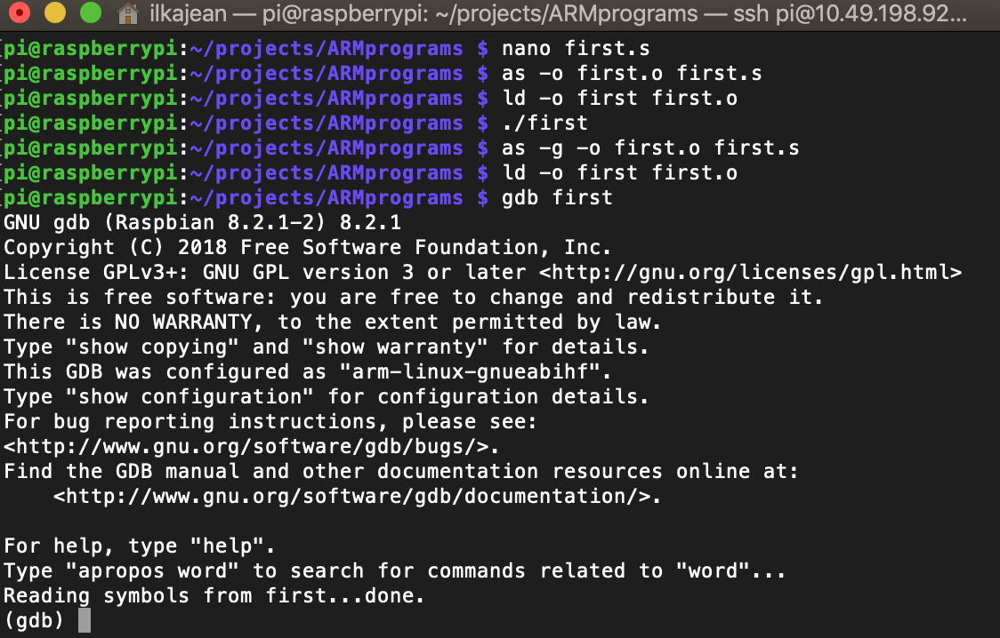 ilkajean — pi@raspberrypi: ~/projects/ARMprograms — ssh pi@10.49.198.92...
[pi@raspberrypi:~/projects/ARMprograms $ nano first.s
[pi@raspberrypi:~/projects/ARMprograms $ as -o first.o first.s
[pi@raspberrypi:~/projects/ARMprograms $ ld -o first first.o
[pi@raspberrypi:~/projects/ARMprograms $ ./first
[pi@raspberrypi:~/projects/ARMprograms $ as -g -o first.o first.s
[pi@raspberrypi:~/projects/ARMprograms $ ld -o first first.o
[pi@raspberrypi:~/projects/ARMprograms $ gdb first
GNU gdb (Raspbian 8.2.1-2) 8.2.1
Copyright (C) 2018 Free Software Foundation, Inc.
License GPLv3+: GNU GPL version 3 or later <http://gnu.org/licenses/gpl.html>
This is free software: you are free to change and redistribute it.
There is NO WARRANTY, to the extent permitted by law.
Type "show copying" and "show warranty" for details.
This GDB was configured as "arm-linux-gnueabihf".
Type "show configuration" for configuration details.
For bug reporting instructions, please see:
<http://www.gnu.org/software/gdb/bugs/>.
Find the GDB manual and other documentation resources online at:
    <http://www.gnu.org/software/gdb/documentation/>.

For help, type "help".
Type "apropos word" to search for commands related to "word"...
Reading symbols from first...done.
(gdb)